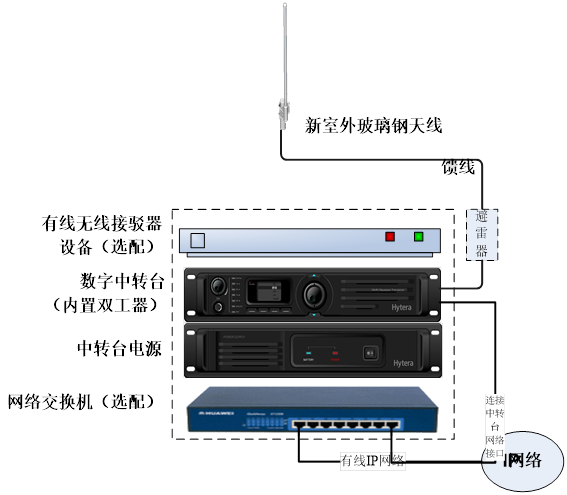 新室外玻璃钢天线
馈线
避
雷
器
有线无线接驳器
设备（选配）
数字中转台
（内置双工器）
Hytera
中转台电源
Hytera
网络交换机（选配）
HUAWEI
连接
中转
台
网络
接口
有线IP网络
IP网络